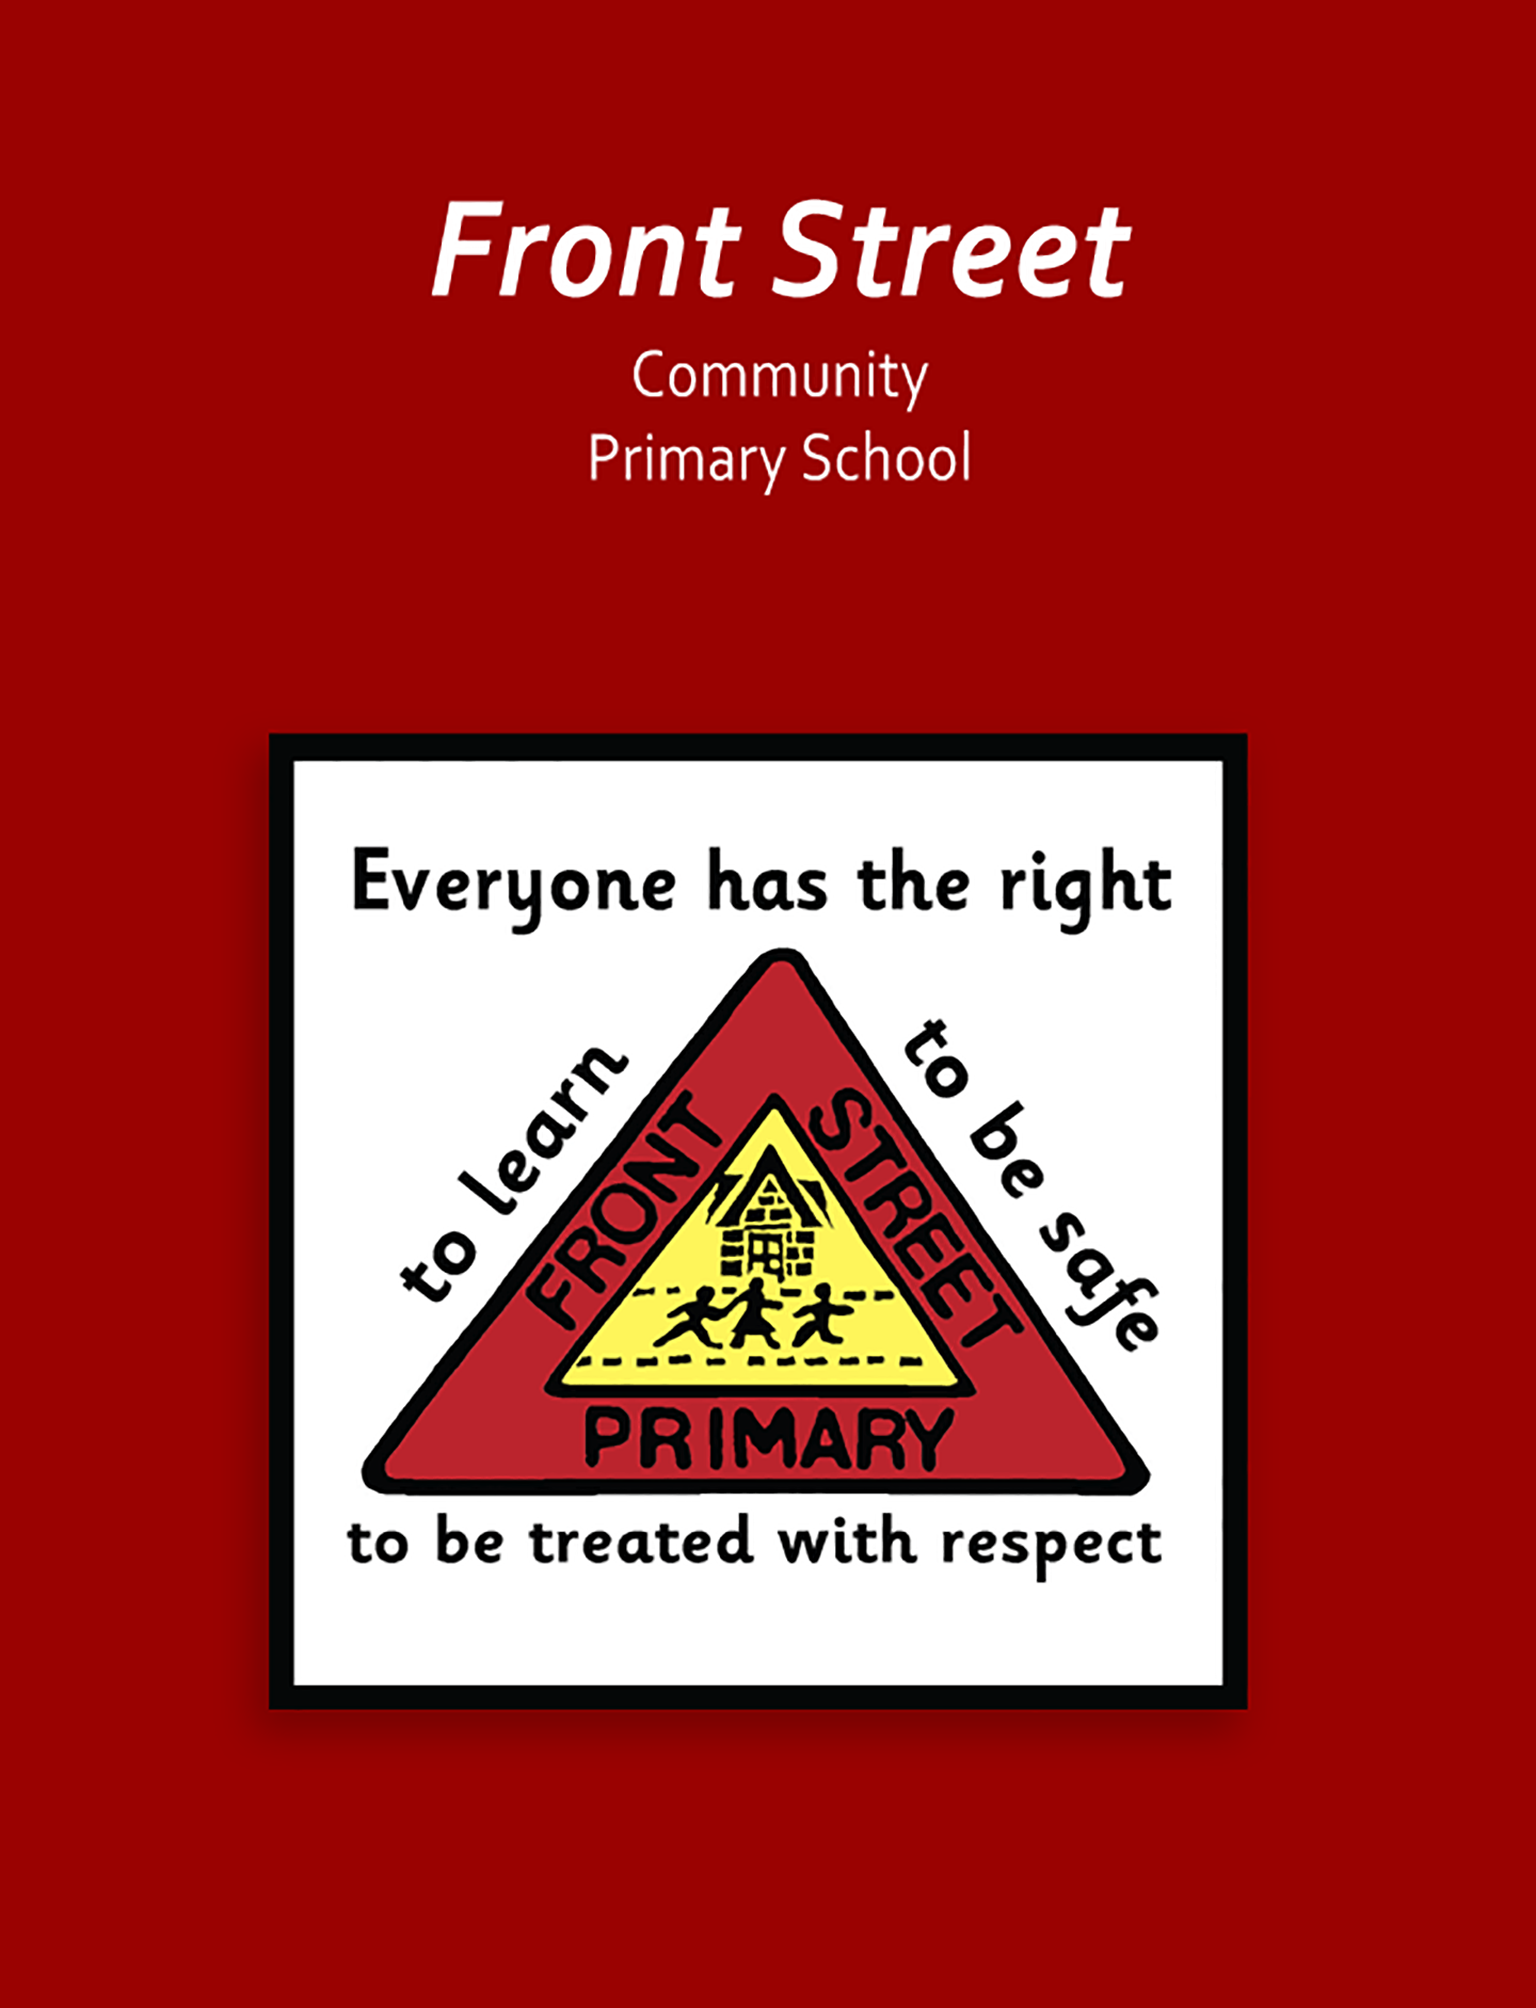 Front Street
Community
Primary School
Everyone has the right
to learn
to be safe
FRONT
STREET
PRIMARY
to be treated with respect